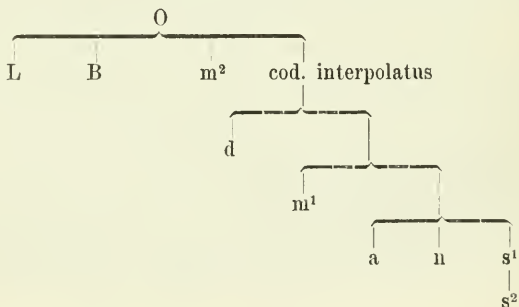 O
L B m² cod. interpolatus
d
m¹
a n s¹
s²